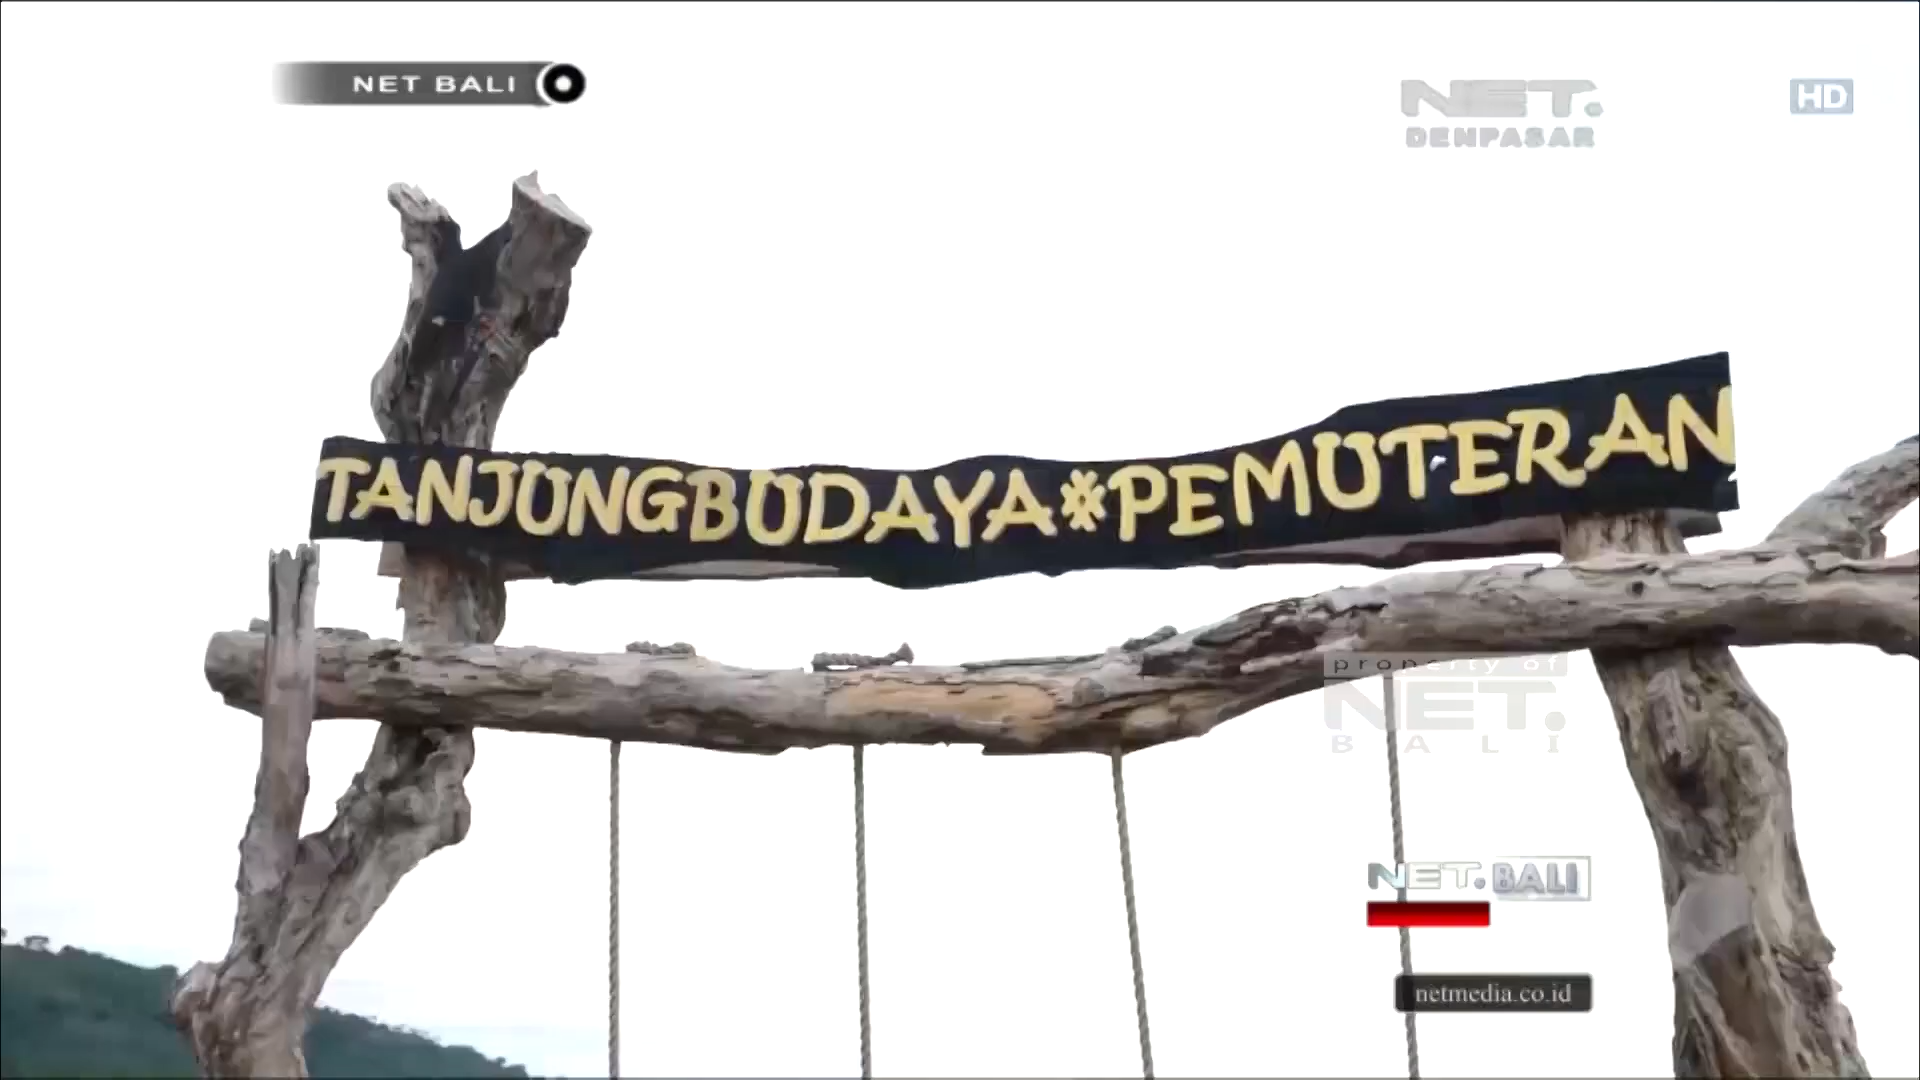 NET BALI
NET.
DENPASAR
HD
TANJUNGBUDAYA#PEMUTERAN
property of
NET.
BALI
NET. BALI
netmedia.co.id